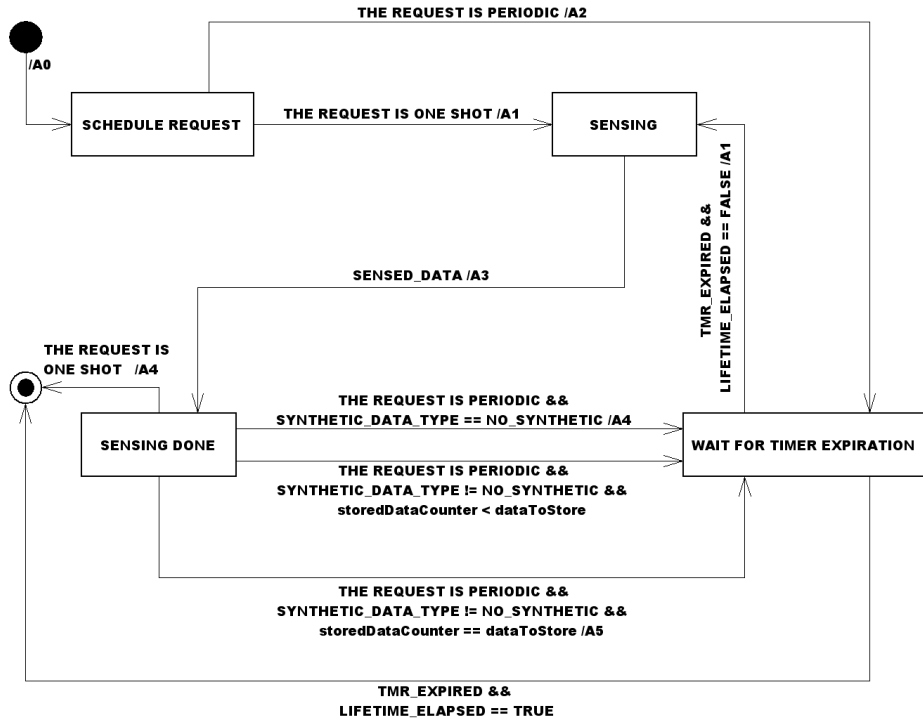 THE REQUEST IS PERIODIC /A2
/A0
SCHEDULE REQUEST
THE REQUEST IS ONE SHOT /A1
SENSING
TMR_EXPIRED &&
LIFETIME_ELAPSED == FALSE /A1
SENSED_DATA /A3
THE REQUEST IS
ONE SHOT /A4
SENSING DONE
THE REQUEST IS PERIODIC &&
SYNTHETIC_DATA_TYPE == NO_SYNTHETIC /A4
WAIT FOR TIMER EXPIRATION
THE REQUEST IS PERIODIC &&
SYNTHETIC_DATA_TYPE != NO_SYNTHETIC &&
storedDataCounter < dataToStore
THE REQUEST IS PERIODIC &&
SYNTHETIC_DATA_TYPE != NO_SYNTHETIC &&
storedDataCounter == dataToStore /A5
TMR_EXPIRED &&
LIFETIME_ELAPSED == TRUE